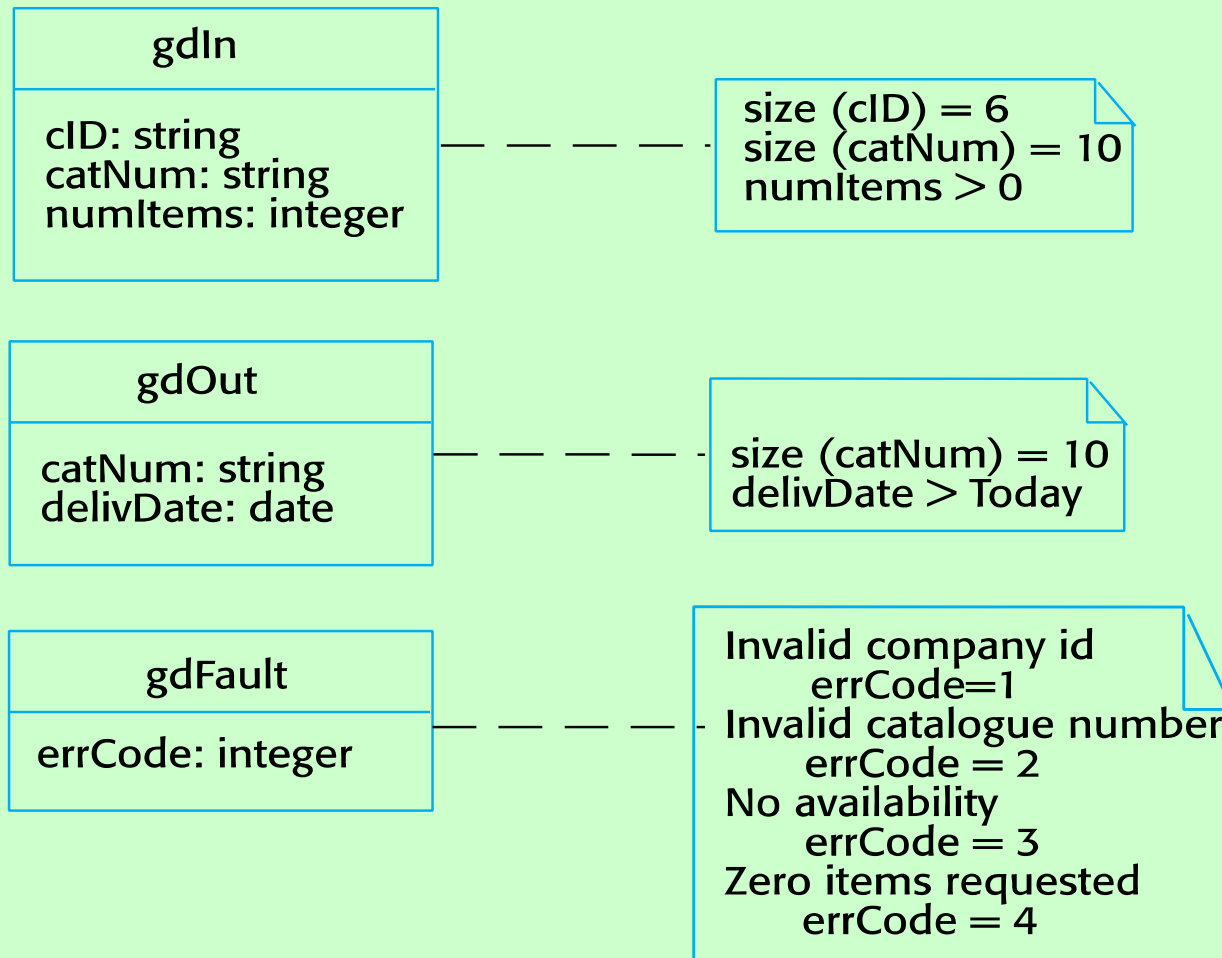 gdIn
cID: string
catNum: string
numItems: integer
size (cID) = 6
size (catNum) = 10
numItems > 0
gdOut
catNum: string
delivDate: date
size (catNum) = 10
delivDate > Today
gdFault
errCode: integer
Invalid company id
errCode=1
Invalid catalogue number
errCode = 2
No availability
errCode = 3
Zero items requested
errCode = 4